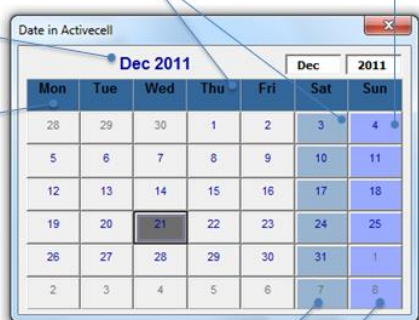 Date in Activecell
Dec 2011 Dec 2011
Mon Tue Wed Thu Fri Sat Sun
28 29 30 1 2 3 4
5 6 7 8 9 10 11
12 13 14 15 16 17 18
19 20 21 22 23 24 25
26 27 28 29 30 31 1
2 3 4 5 6 7 8